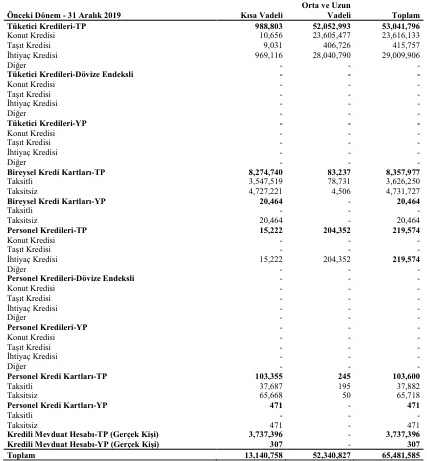 Orta ve Uzun
Önceki Dönem - 31 Aralık 2019 Kısa Vadeli Vadeli Toplam
Tüketici Kredileri-TP 988,803 52,052,993 53,041,796
Konut Kredisi 10,656 23,605,477 23,616,133
Taşıt Kredisi 9,031 406,726 415,757
İhtiyaç Kredisi 969,116 28,040,790 29,009,906
Diğer - - -
Tüketici Kredileri-Dövize Endeksli - - -
Konut Kredisi - - -
Taşıt Kredisi - - -
İhtiyaç Kredisi - - -
Diğer - - -
Tüketici Kredileri-YP - - -
Konut Kredisi - - -
Taşıt Kredisi - - -
İhtiyaç Kredisi - - -
Diğer - - -
Bireysel Kredi Kartları-TP 8,274,740 83,237 8,357,977
Taksitli 3,547,519 78,731 3,626,250
Taksitsiz 4,727,221 4,506 4,731,727
Bireysel Kredi Kartları-YP 20,464 - 20,464
Taksitli - - -
Taksitsiz 20,464 - 20,464
Personel Kredileri-TP 15,222 204,352 219,574
Konut Kredisi - - -
Taşıt Kredisi - - -
İhtiyaç Kredisi 15,222 204,352 219,574
Diğer - - -
Personel Kredileri-Dövize Endeksli - - -
Konut Kredisi - - -
Taşıt Kredisi - - -
İhtiyaç Kredisi - - -
Diğer - - -
Personel Kredileri-YP - - -
Konut Kredisi - - -
Taşıt Kredisi - - -
İhtiyaç Kredisi - - -
Diğer - - -
Personel Kredi Kartları-TP 103,355 245 103,600
Taksitli 37,687 195 37,882
Taksitsiz 65,668 50 65,718
Personel Kredi Kartları-YP 471 - 471
Taksitli - - -
Taksitsiz 471 - 471
Kredili Mevduat Hesabı-TP (Gerçek Kişi) 3,737,396 - 3,737,396
Kredili Mevduat Hesabı-YP (Gerçek Kişi) 307 - 307
Toplam 13,140,758 52,340,827 65,481,585